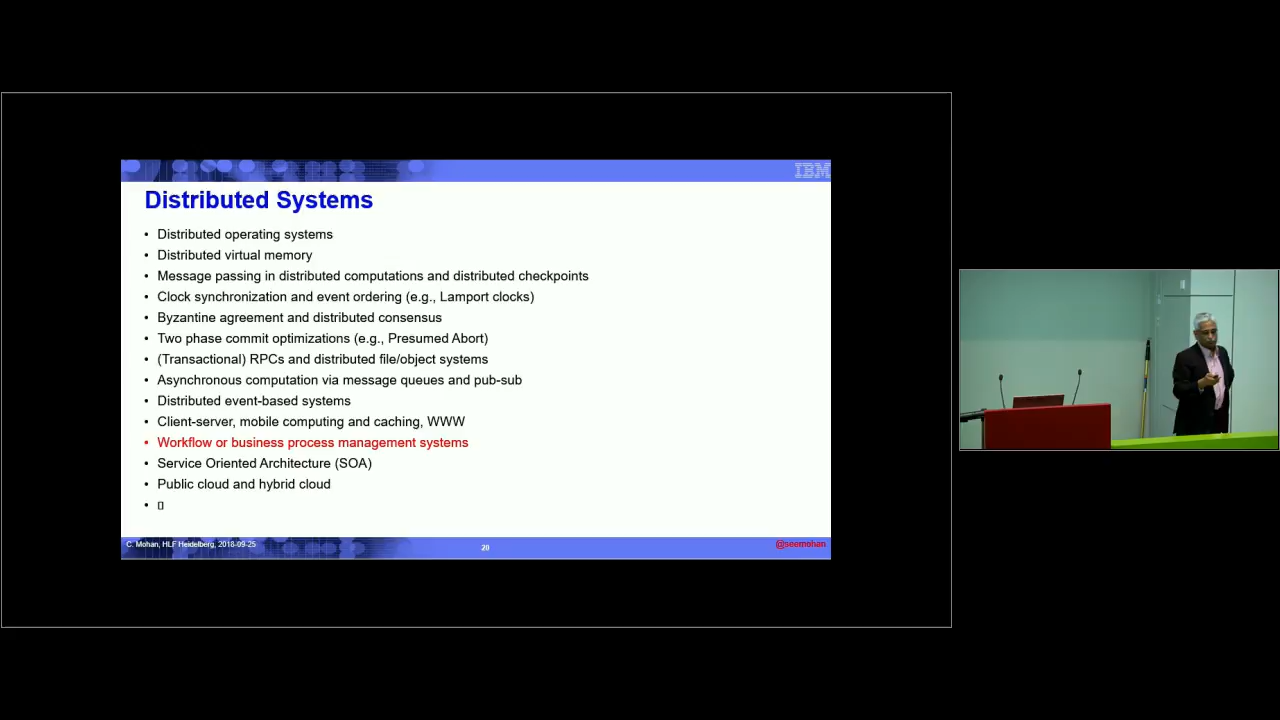 IBM
Distributed Systems
• Distributed operating systems
• Distributed virtual memory
• Message passing in distributed computations and distributed checkpoints
• Clock synchronization and event ordering (e.g., Lamport clocks)
• Byzantine agreement and distributed consensus
• Two phase commit optimizations (e.g., Presumed Abort)
• (Transactional) RPCs and distributed file/object systems
• Asynchronous computation via message queues and pub-sub
• Distributed event-based systems
• Client-server, mobile computing and caching, WWW
• Workflow or business process management systems
• Service Oriented Architecture (SOA)
• Public cloud and hybrid cloud
• ▯
C. Mohan, HLF Heidelberg, 2018-09-25
20
@seemohan